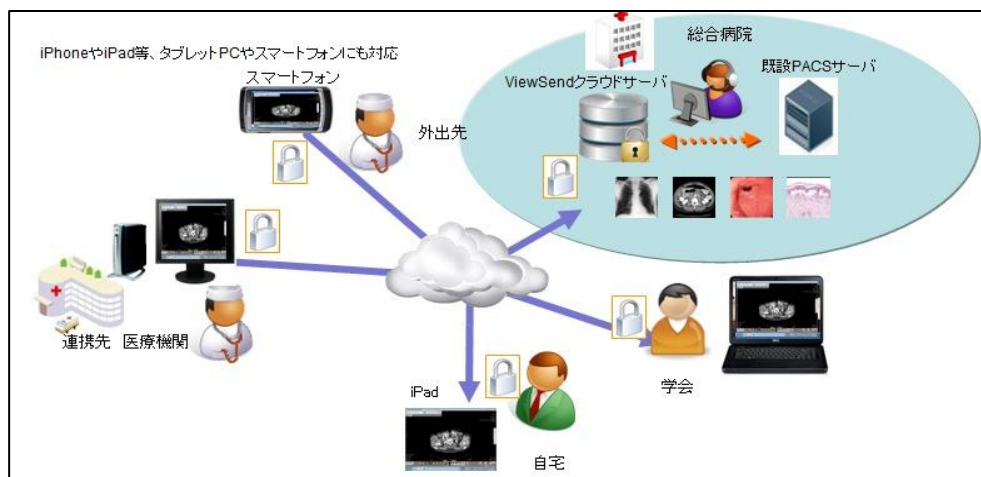 iPhoneやiPad等、タブレットPCやスマートフォンにも対応
スマートフォン
外出先
総合病院
既設PACSサーバ
ViewSendクラウドサーバ
連携先 医療機関
iPad
自宅
学会